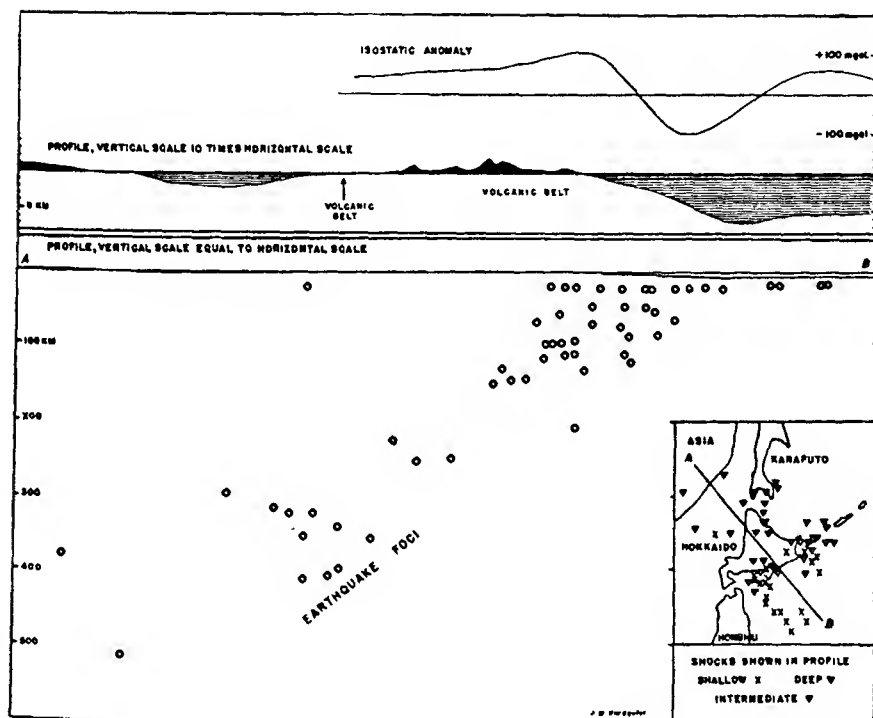 ISOSTATIC ANOMALY
+100 mgal.
-100 mgal
PROFILE, VERTICAL SCALE 10 TIMES HORIZONTAL SCALE
VOLCANIC BELT
VOLCANIC
BELT
KM
PROFILE, VERTICAL SCALE EQUAL TO HORIZONTAL SCALE
A
B
100 KM
200
300
400
500
EARTHQUAKE FOCI
ASIA
A
KARAFUTO
HOKKAIDO
B
HONSHU
SHOCKS SHOWN IN PROFILE
SHALLOW X DEEP ▼
INTERMEDIATE ▼